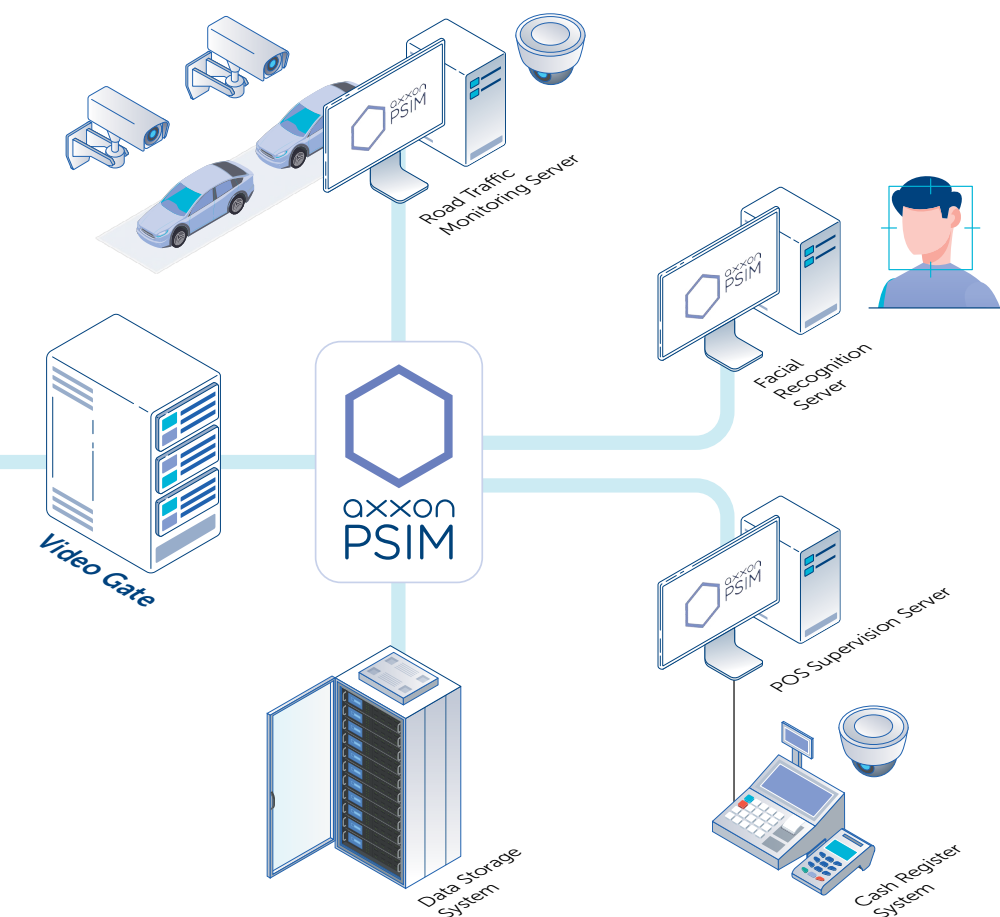 axxon
PSIM
Road Traffic
Monitoring Server
axxon
PSIM
Facial
Recognition
Server
axxon
PSIM
Video Gate
axxon
PSIM
POS Supervision Server
Data Storage
System
Cash Register
System